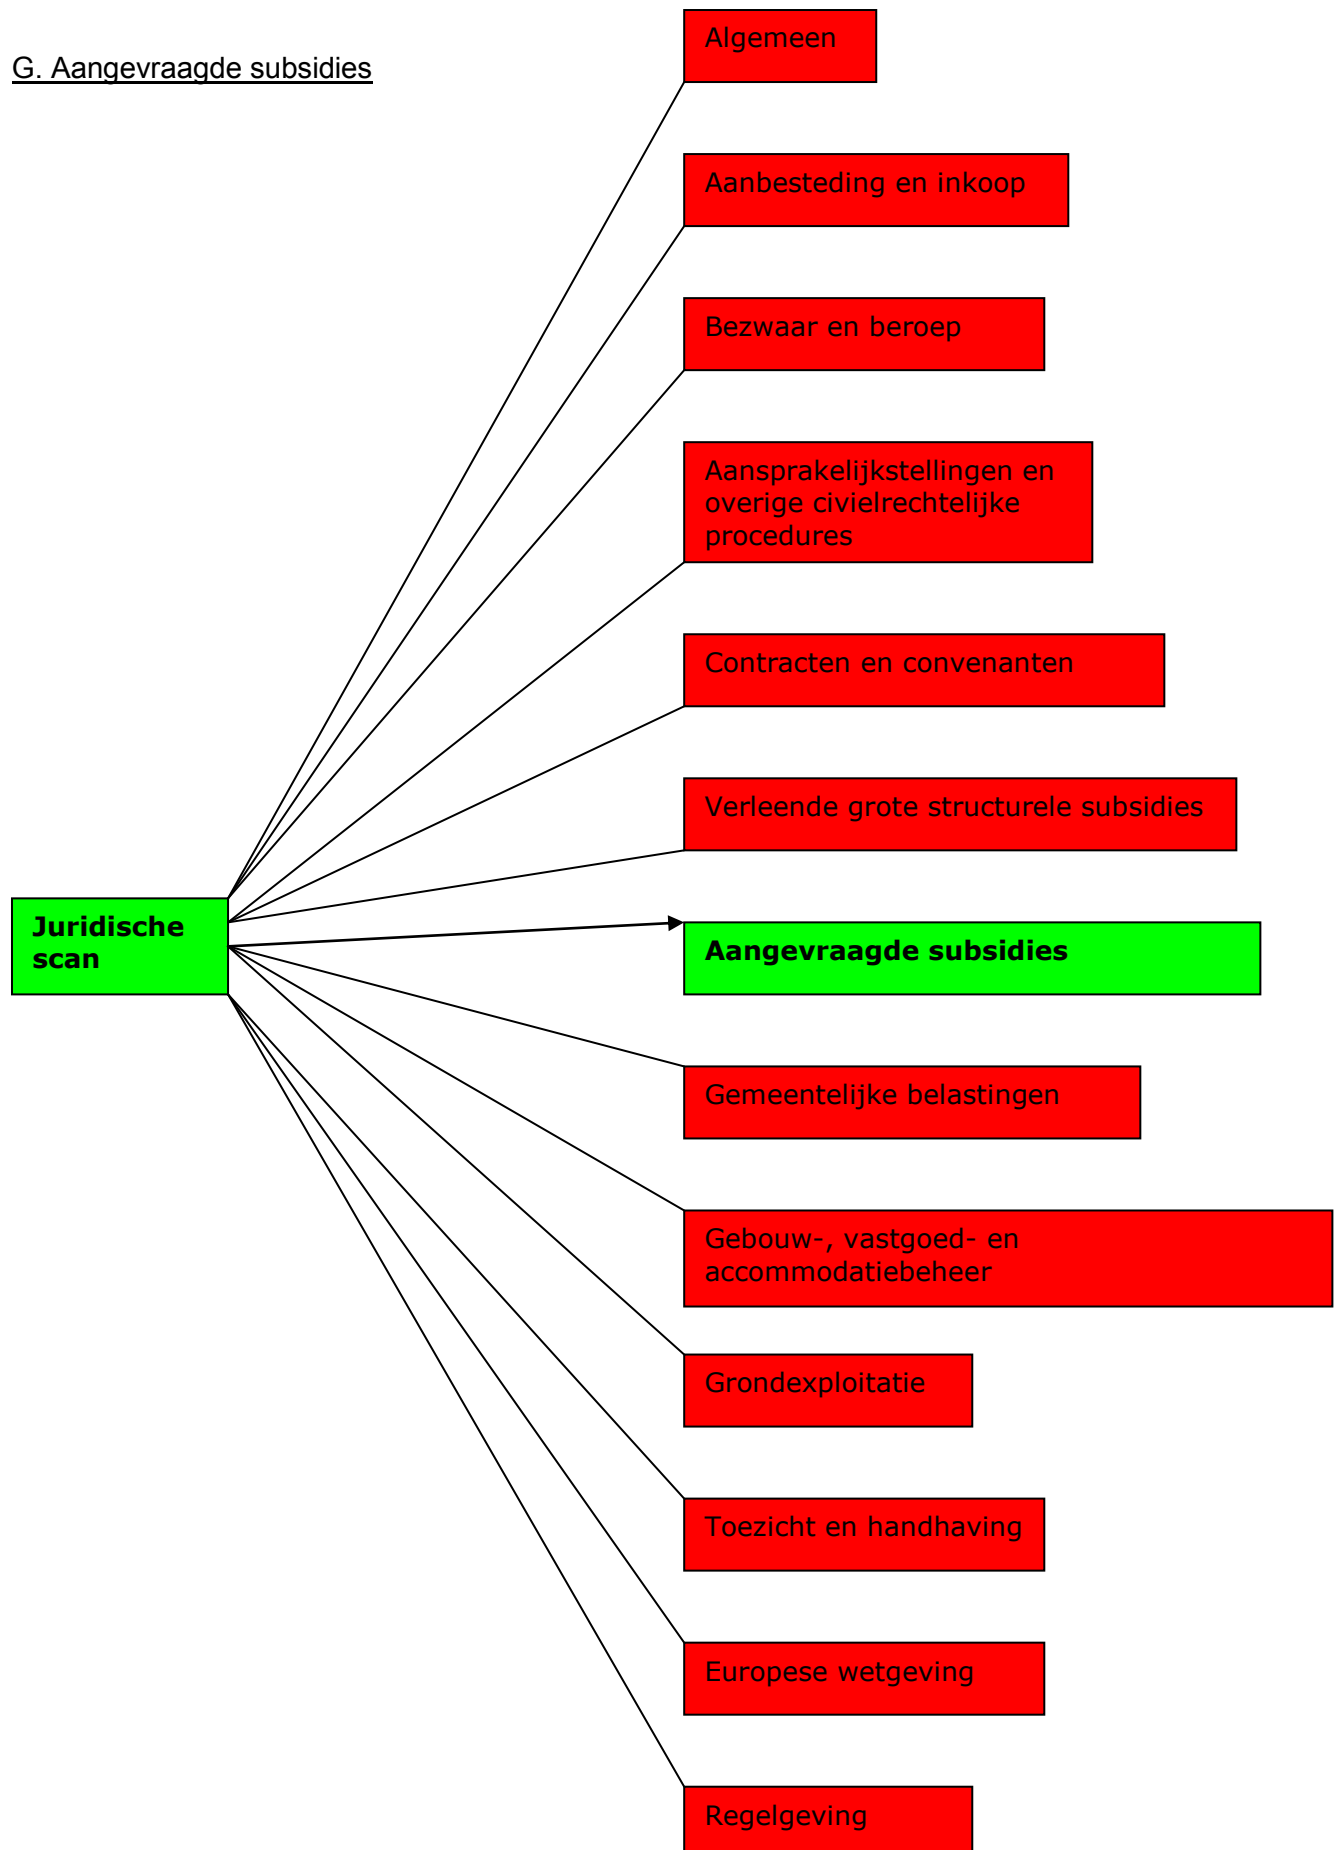 G. Aangevraagde subsidies
Algemeen
Aanbesteding en inkoop
Bezwaar en beroep
Aansprakelijkstellingen en
overige civielrechtelijke
procedures
Contracten en convenanten
Verleende grote structurele subsidies
Juridische
scan
Aangevraagde subsidies
Gemeentelijke belastingen
Gebouw-, vastgoed- en
accommodatiebeheer
Grondexploitatie
Toezicht en handhaving
Europese wetgeving
Regelgeving